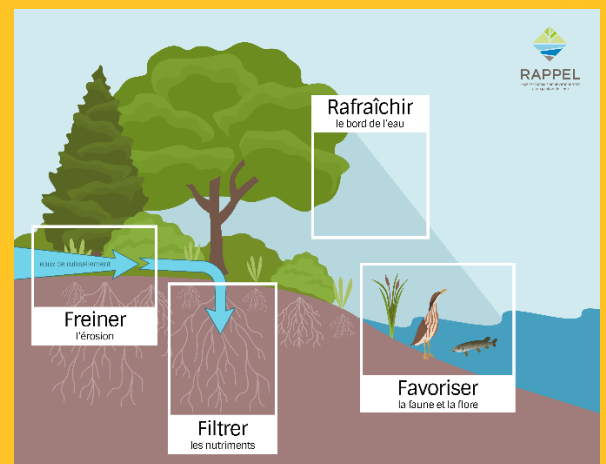 RAPPEL
Rafraîchir
le bord de l'eau
eaux de ruissellement
Freiner
l'érosion
Filtrer
les nutriments
Favoriser
la faune et la flore